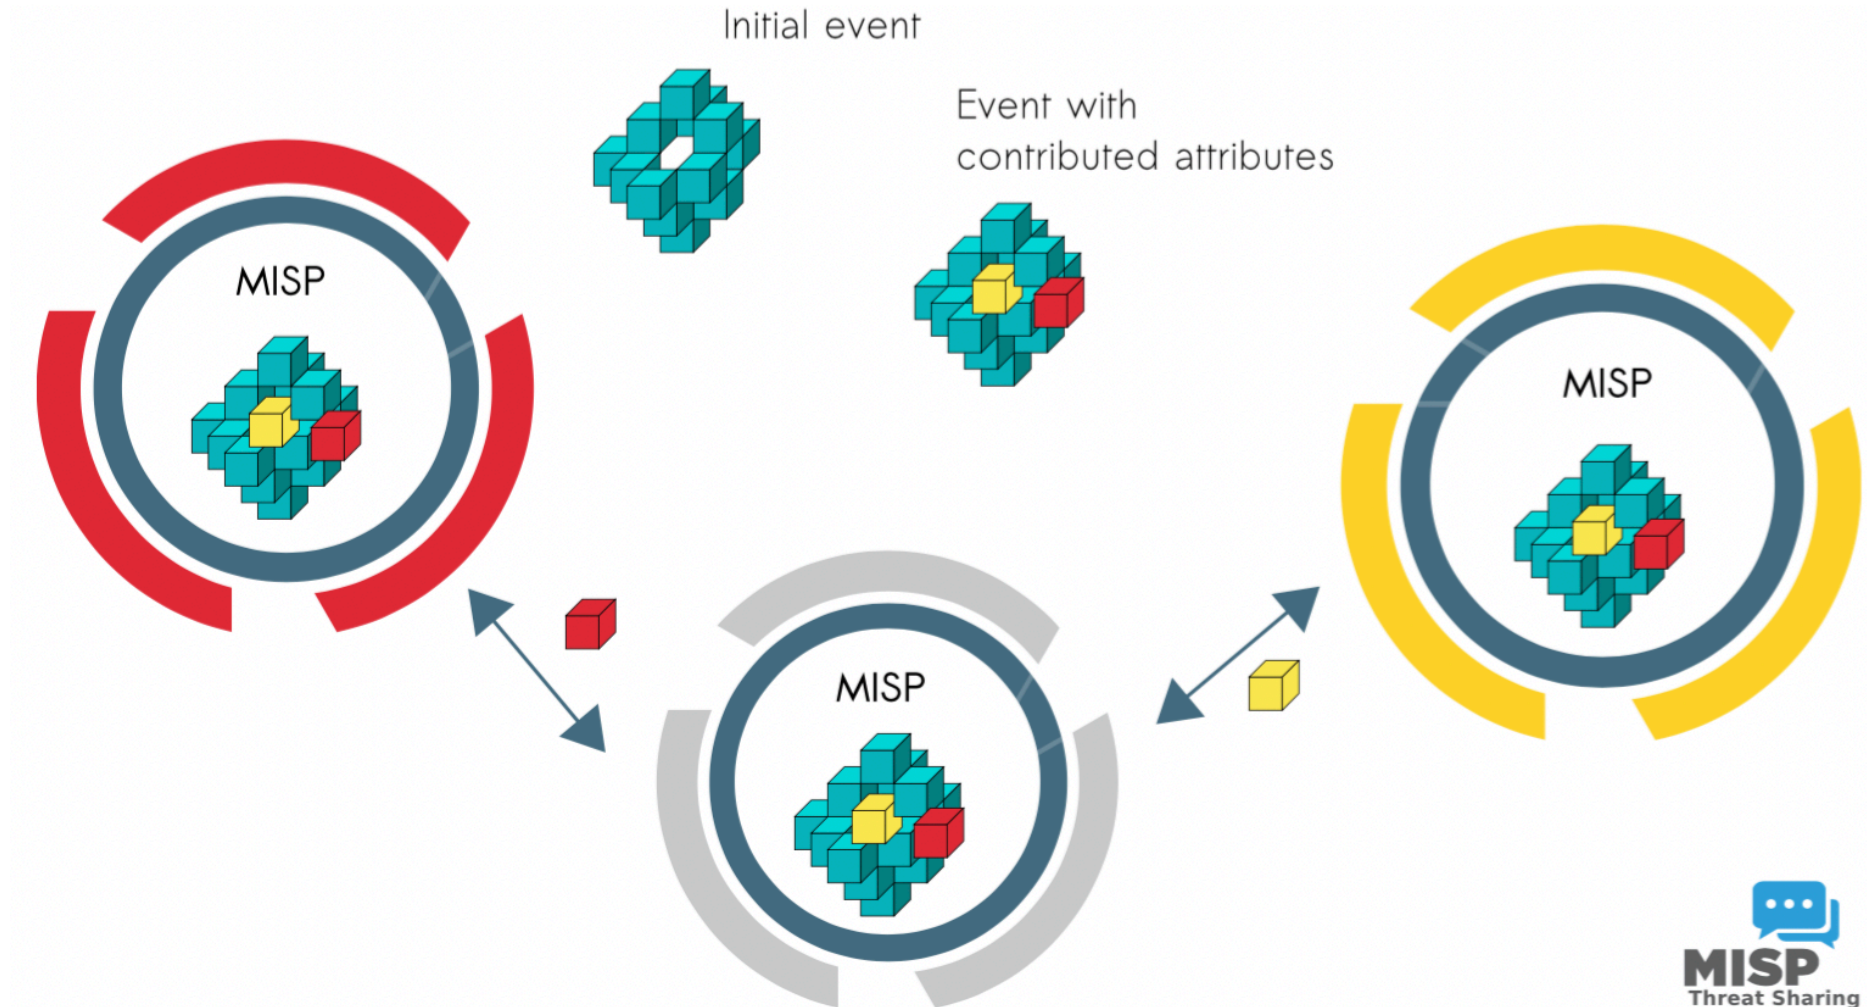 Initial event
Event with
contributed attributes
MISP
MISP
MISP
MISP
Threat Sharing